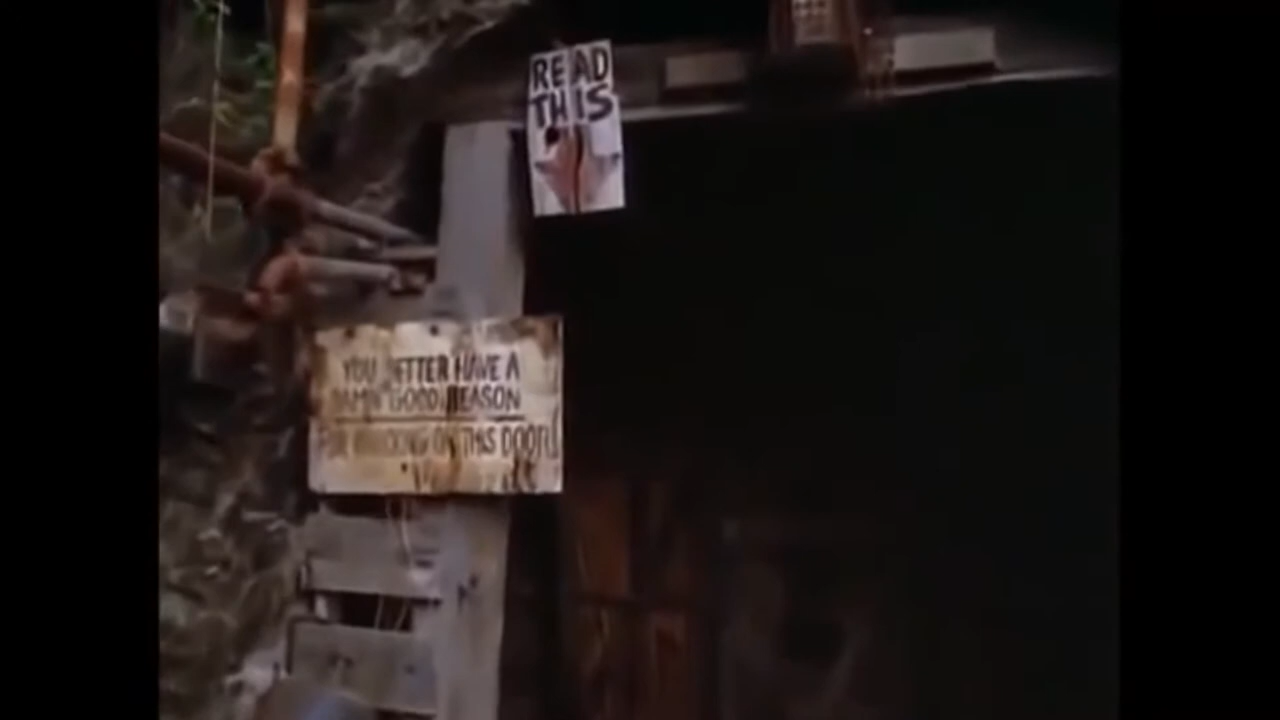 READ
THIS
YOU BETTER HAVE A
DAMN GOOD REASON
FOR KNOCKING ON THIS DOOR